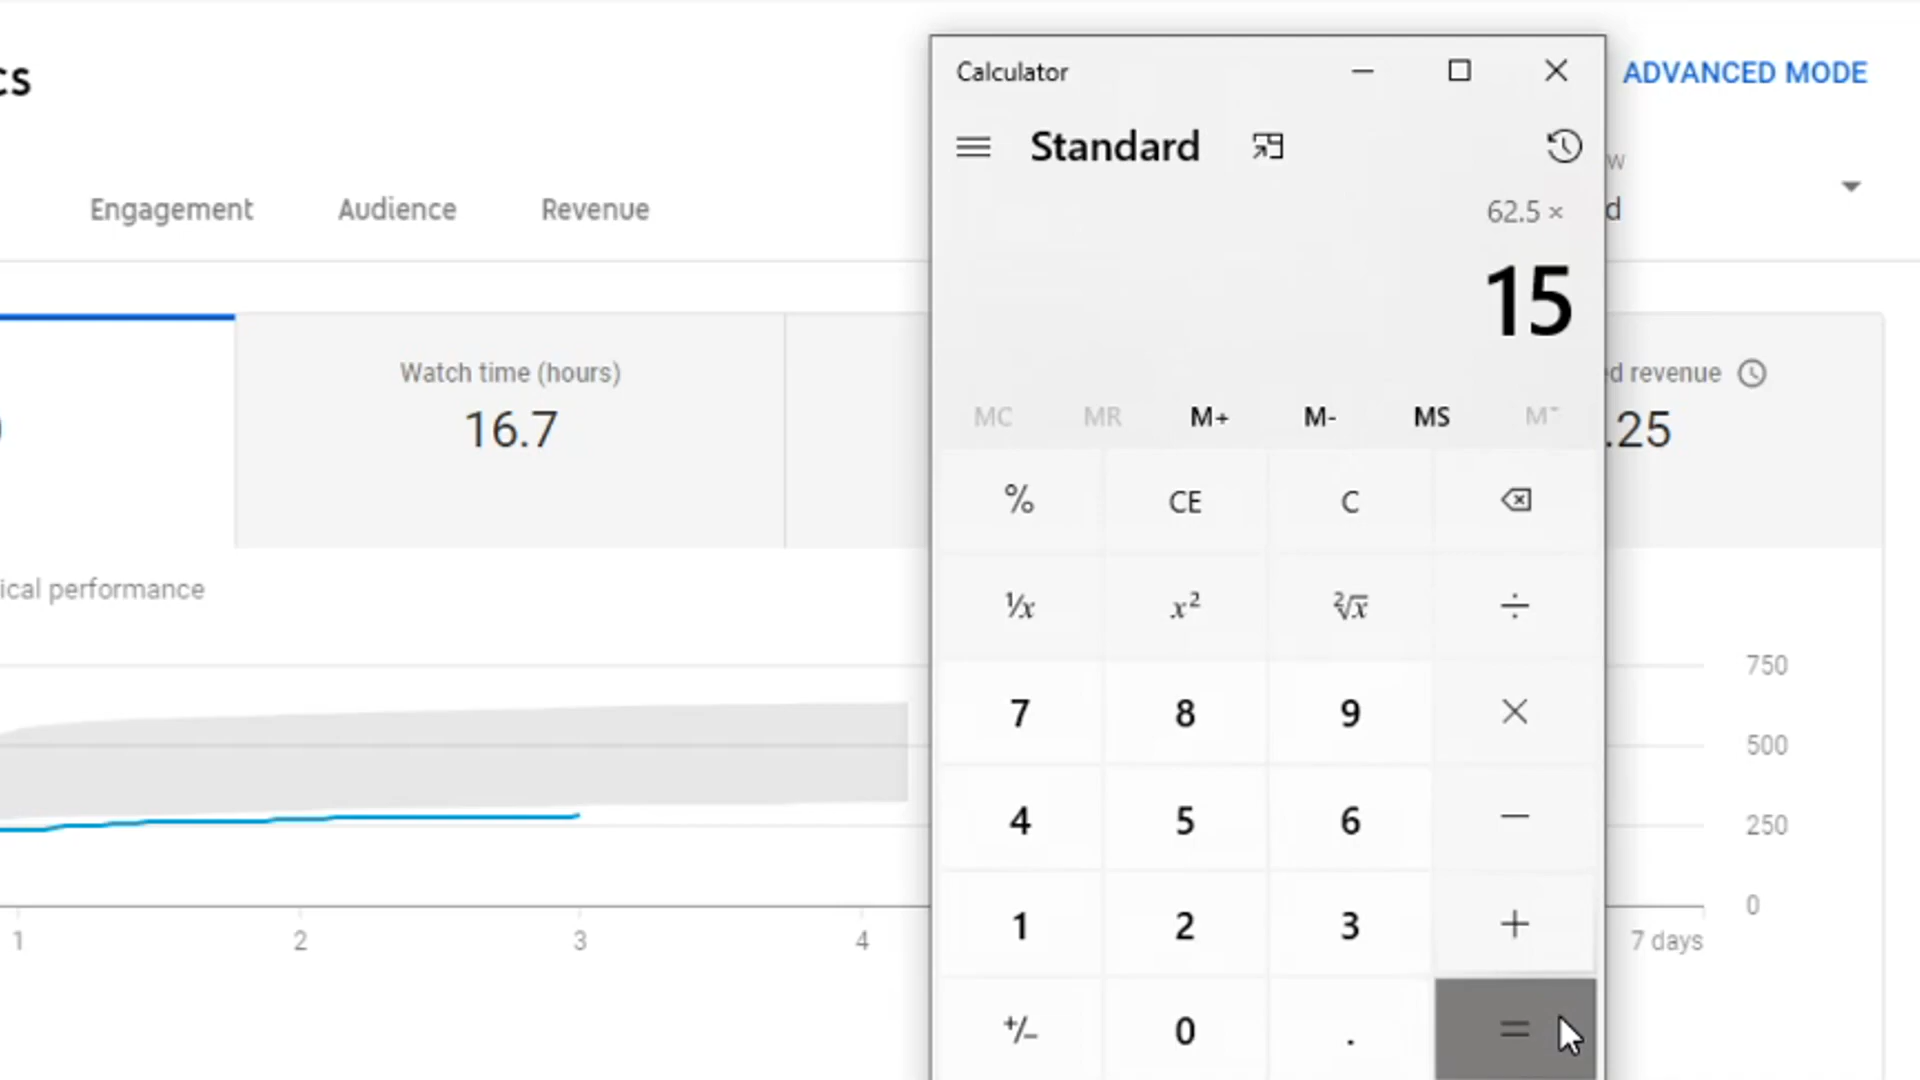 cs
Engagement
Audience
Revenue
Watch time (hours)
16.7
ical performance
1
2
3
4
Calculator
Standard
62.5 ×
15
MC
MR
M+
M-
MS
M
%
CE
C
¹/x
x²
²√x
÷
7
8
9
×
4
5
6
−
1
2
3
+
+/−
0
.
=
ADVANCED MODE
w
d
ed revenue
.25
750
500
250
0
7 days